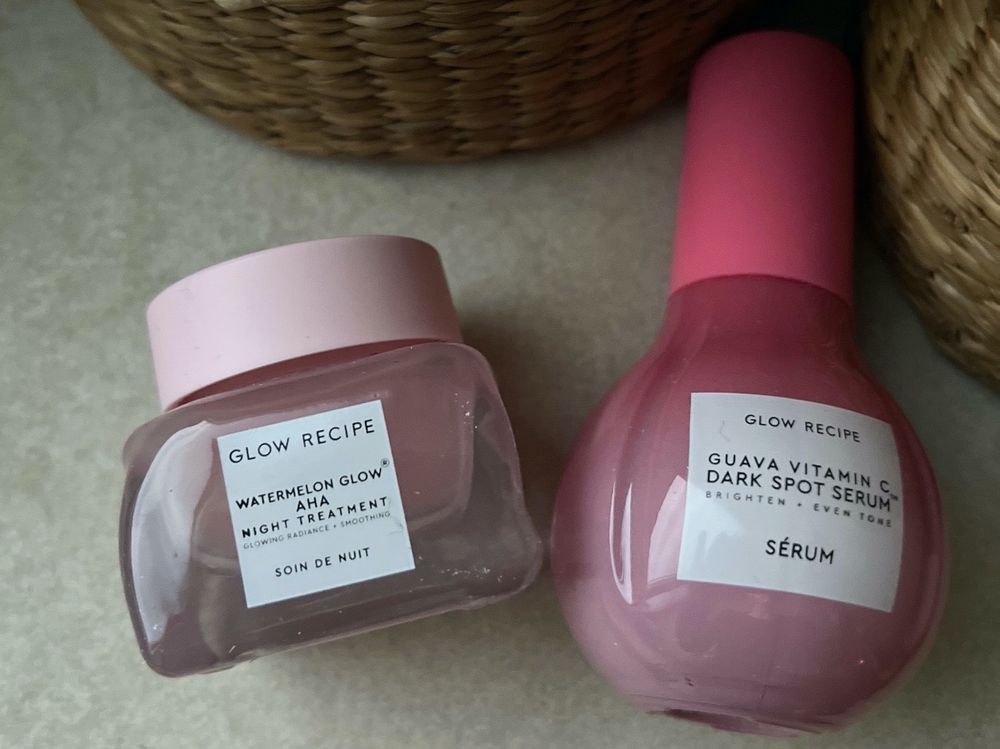 GLOW RECIPE
WATERMELON GLOW®
AHA
NIGHT TREATMENT
GLOWING RADIANCE + SMOOTHING
SOIN DE NUIT
GLOW RECIPE
GUAVA VITAMIN C
DARK SPOT SERUM™
BRIGHTEN + EVEN TONE
SÉRUM